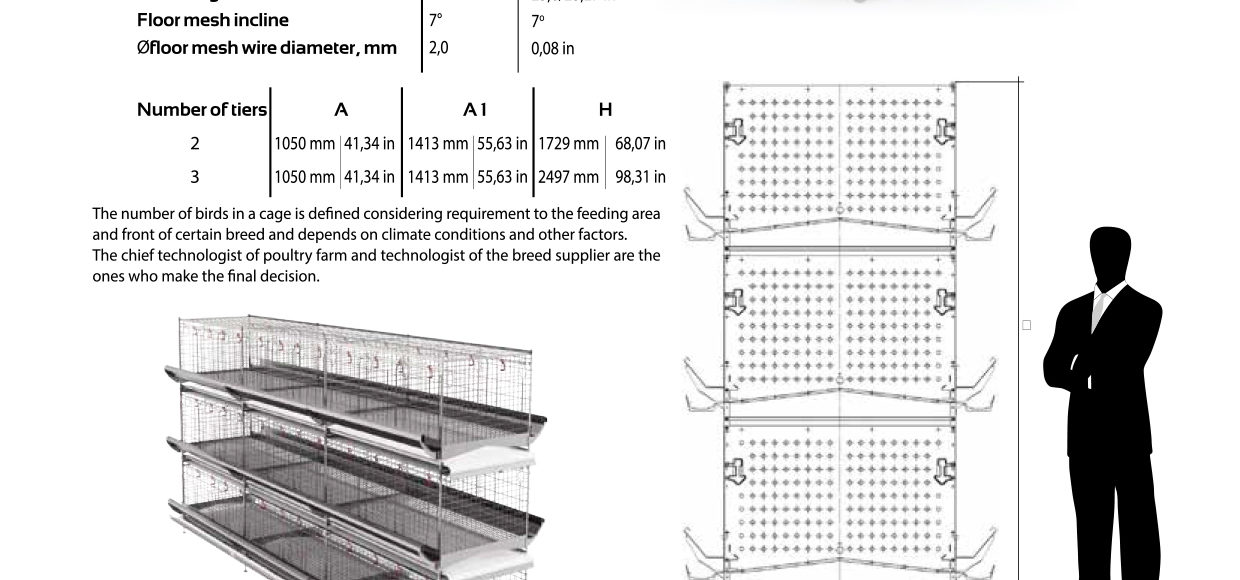 Floor mesh incline 7° 7º
Øfloor mesh wire diameter, mm 2,0 0,08 in
Number of tiers A A1 H
2 1050 mm 41,34 in 1413 mm 55,63 in 1729 mm 68,07 in
3 1050 mm 41,34 in 1413 mm 55,63 in 2497 mm 98,31 in
The number of birds in a cage is defined considering requirement to the feeding area
and front of certain breed and depends on climate conditions and other factors.
The chief technologist of poultry farm and technologist of the breed supplier are the
ones who make the final decision.